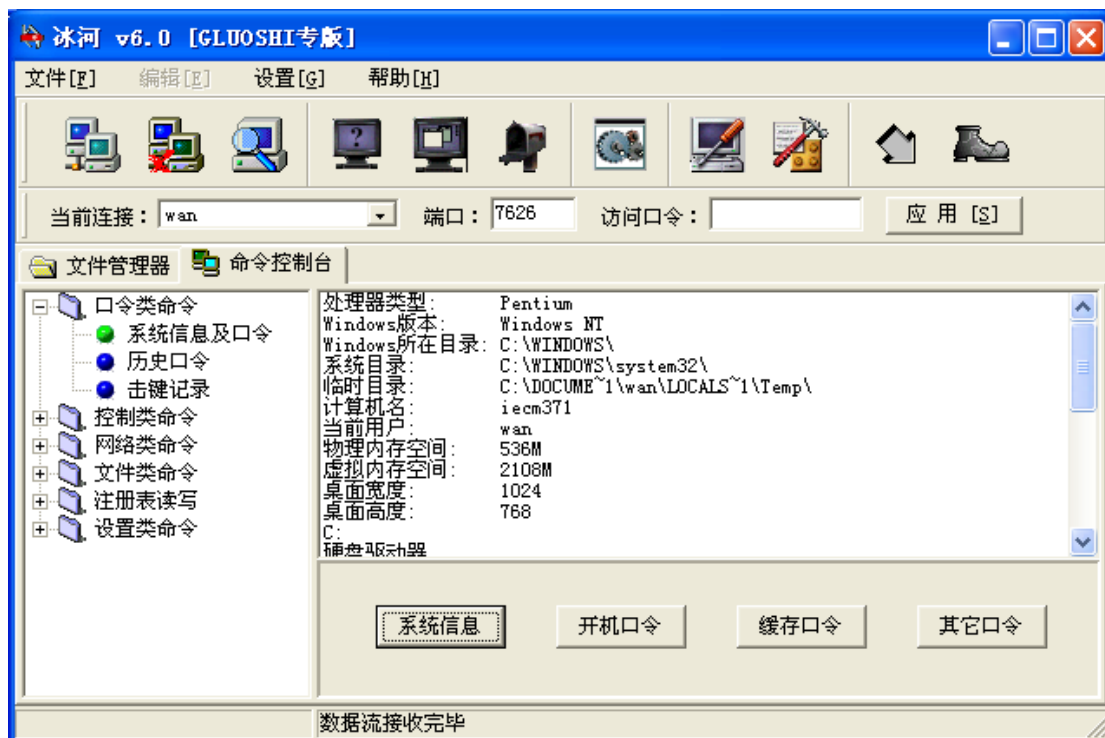 冰河 v6.0 [GLUOSHI专版]
文件[F] 编辑[E] 设置[G] 帮助[H]
当前连接： wan 端口： 7626 访问口令： 应 用 [S]
文件管理器 命令控制台
口令类命令
系统信息及口令
历史口令
击键记录
控制类命令
网络类命令
文件类命令
注册表读写
设置类命令
处理器类型: Pentium
Windows版本: Windows NT
Windows所在目录: C:\WINDOWS\
系统目录: C:\WINDOWS\system32\
临时目录: C:\DOCUME~1\wan\LOCALS~1\Temp\
计算机名: iecm371
当前用户: wan
物理内存空间: 536M
虚拟内存空间: 2108M
桌面宽度: 1024
桌面高度: 768
C:
硬盘驱动器
系统信息 开机口令 缓存口令 其它口令
数据流接收完毕